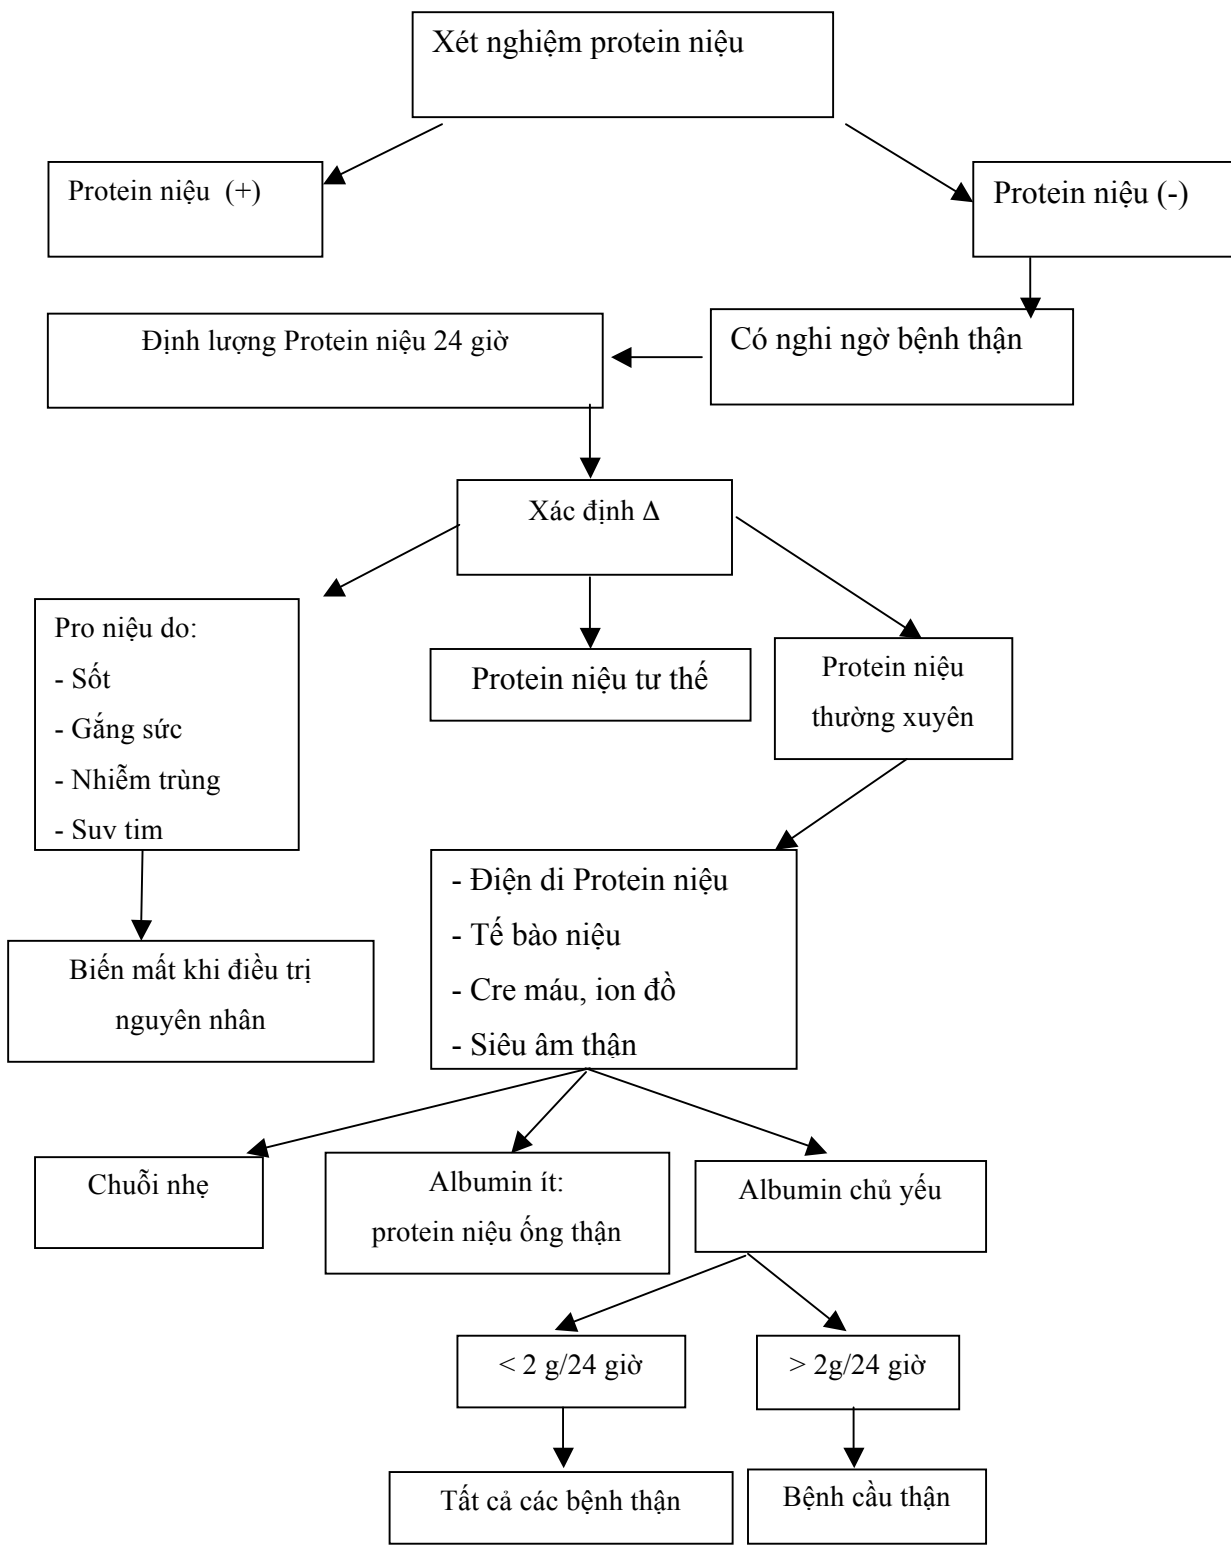 Xét nghiệm protein niệu
Protein niệu (+)
Protein niệu (-)
Định lượng Protein niệu 24 giờ
Có nghi ngờ bệnh thận
Xác định Δ
Pro niệu do:
- Sốt
- Gắng sức
- Nhiễm trùng
- Suy tim
Protein niệu tư thế
Protein niệu
thường xuyên
Biến mất khi điều trị
nguyên nhân
- Điện di Protein niệu
- Tế bào niệu
- Cre máu, ion đồ
- Siêu âm thận
Chuỗi nhẹ
Albumin ít:
protein niệu ống thận
Albumin chủ yếu
< 2 g/24 giờ
> 2g/24 giờ
Tất cả các bệnh thận
Bệnh cầu thận